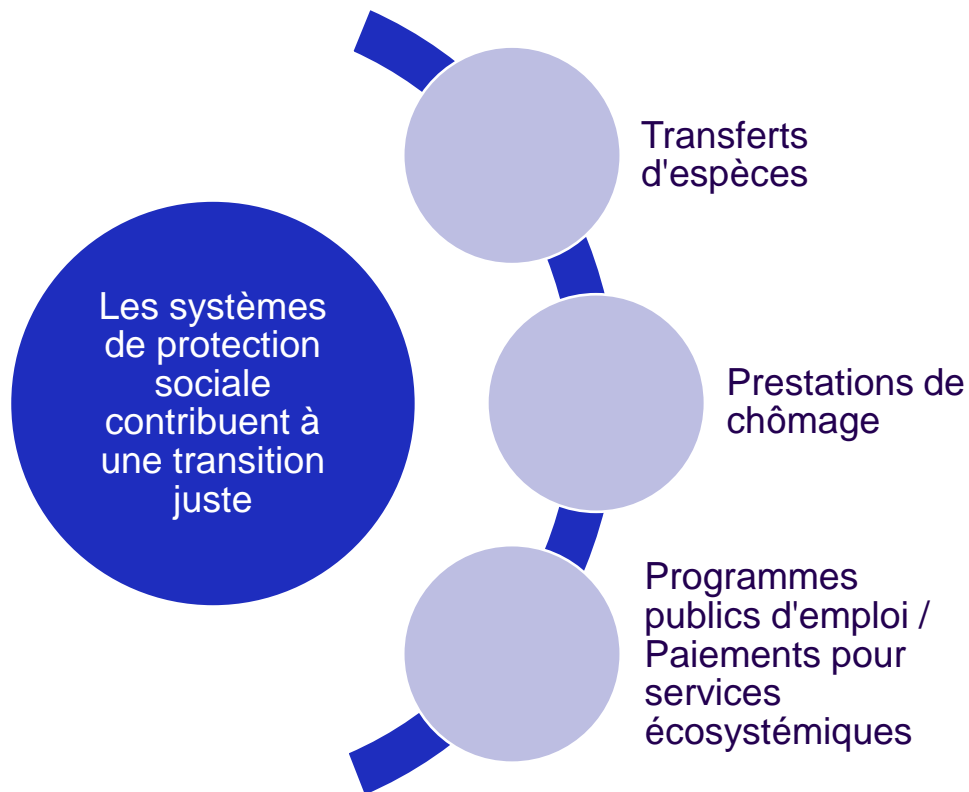 Les systèmes
de protection
sociale
contribuent à
une transition
juste
Transferts
d'espèces
Prestations de
chômage
Programmes
publics d'emploi /
Paiements pour
services
écosystémiques